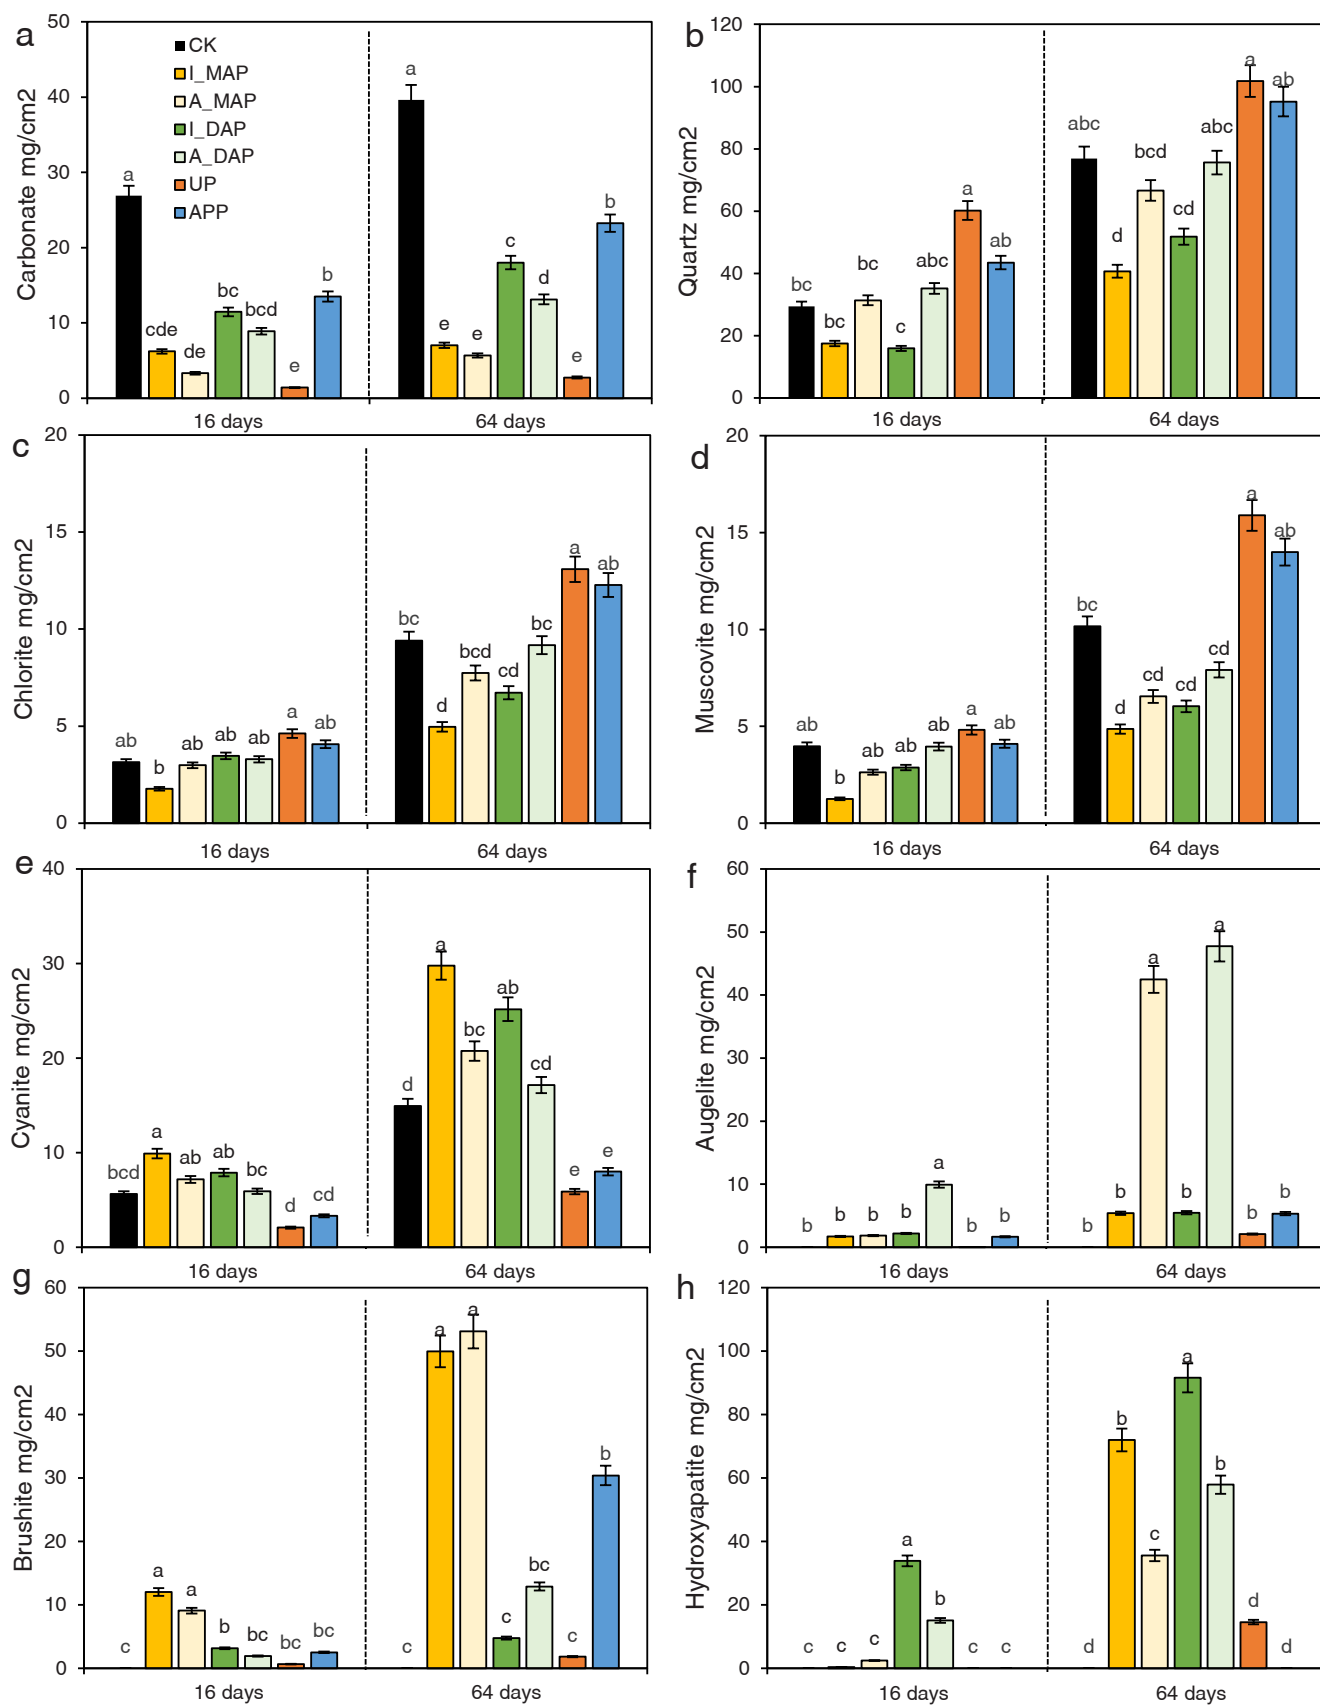 a
Carbonate mg/cm2
50
40
30
20
10
0
CK
I_MAP
A_MAP
I_DAP
A_DAP
UP
APP
a
cde
de
bc
bcd
e
b
a
e
e
c
d
e
b
16 days
64 days
b
Quartz mg/cm2
120
100
80
60
40
20
0
bc
bc
bc
c
abc
a
ab
abc
d
bcd
cd
abc
a
ab
16 days
64 days
c
Chlorite mg/cm2
20
15
10
5
0
ab
b
ab
ab
ab
a
ab
bc
d
bcd
cd
bc
a
ab
16 days
64 days
d
Muscovite mg/cm2
20
15
10
5
0
ab
b
ab
ab
ab
a
ab
bc
d
cd
cd
cd
a
ab
16 days
64 days
e
Cyanite mg/cm2
40
30
20
10
0
bcd
a
ab
ab
bc
d
cd
d
a
bc
ab
cd
e
e
16 days
64 days
f
Augelite mg/cm2
60
50
40
30
20
10
0
b
b
b
b
a
b
b
b
b
a
b
a
b
b
16 days
64 days
g
Brushite mg/cm2
60
50
40
30
20
10
0
c
a
a
b
bc
bc
bc
c
a
a
c
bc
c
b
16 days
64 days
h
Hydroxyapatite mg/cm2
120
100
80
60
40
20
0
c
c
c
a
b
c
c
d
b
c
a
b
d
d
16 days
64 days